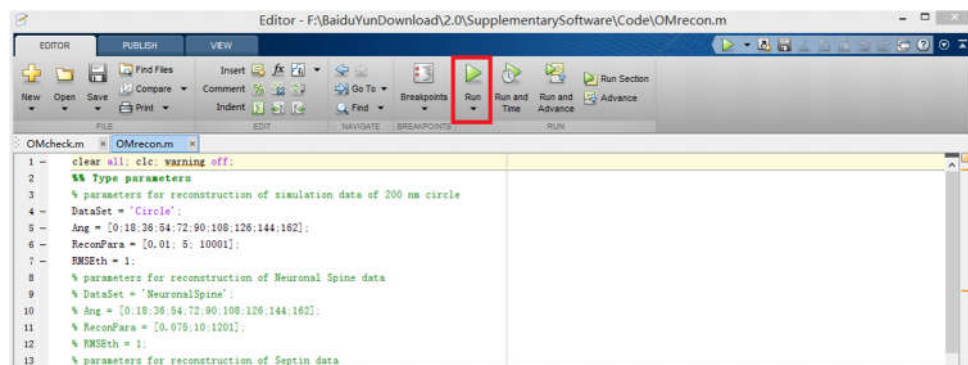 Editor - F:\BaiduYunDownload\2.0\SupplementarySoftware\Code\OMrecon.m
EDITOR PUBLISH VIEW
New Open Save Find Files Compare Print
Insert Comment Indent
Go To Find
Breakpoints Run Run and Time Run and Advance Run Section Advance
FILE EDIT NAVIGATE BREAKPOINTS RUN
OMcheck.m OMrecon.m
1 clear all; clc; warning off;
2 %% Type parameters
3 % parameters for reconstruction of simulation data of 200 nm circle
4 DataSet = 'Circle';
5 Ang = [0;18;36;54;72;90;108;126;144;162];
6 ReconPara = [0.01; 5; 10001];
7 RMSEth = 1;
8 % parameters for reconstruction of Neuronal Spine data
9 % DataSet = 'NeuronalSpine';
10 % Ang = [0;18;36;54;72;90;108;126;144;162];
11 % ReconPara = [0.075;10;1201];
12 % RMSEth = 1;
13 % parameters for reconstruction of Septin data